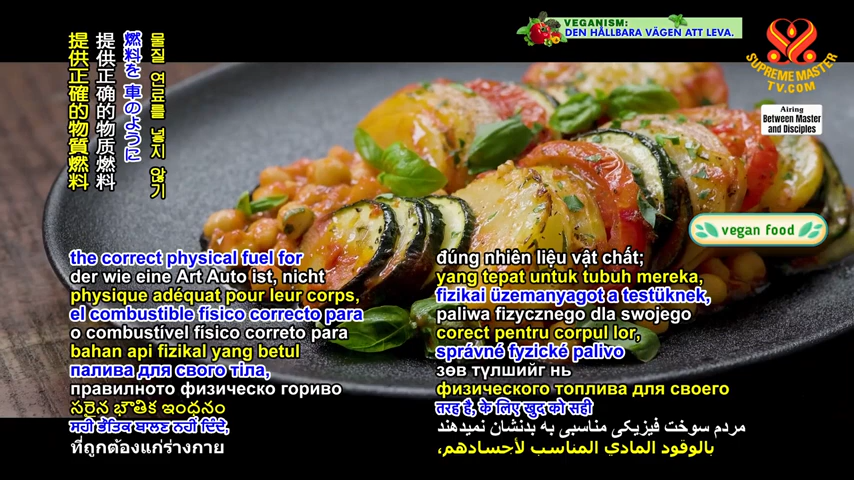 VEGANISM:
DEN HÅLLBARA VÄGEN ATT LEVA.
SUPREME MASTER
TV.COM
Airing
Between Master
and Disciples
물질 연료를 넣지 않기
燃料を 車のように
提供正确的物质燃料
提供正確的物質燃料
vegan food
the correct physical fuel for
der wie eine Art Auto ist, nicht
physique adéquat pour leur corps,
el combustible físico correcto para
o combustível físico correto para
bahan api fizikal yang betul
палива для свого тіла,
правилното физическо гориво
సరైన భౌతిక ఇంధనం
ਸਹੀ ਭੌਤਿਕ ਬਾਲਣ ਨਹੀਂ ਦਿੰਦੇ,
ที่ถูกต้องแก่ร่างกาย
đúng nhiên liệu vật chất;
yang tepat untuk tubuh mereka,
fizikai üzemanyagot a testüknek,
paliwa fizycznego dla swojego
corect pentru corpul lor,
správné fyzické palivo
зөв түлшийг нь
физического топлива для своего
तरह है, के लिए खुद को सही
مردم سوخت فیزیکی مناسبی به بدنشان نمیدهند
بالوقود المادي المناسب لأجسادهم،